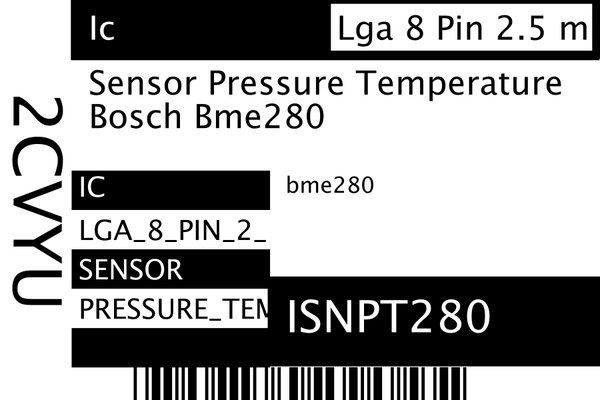 Ic
Lga 8 Pin 2.5 m
Sensor Pressure Temperature
Bosch Bme280
2CVYU
IC
bme280
LGA_8_PIN_2_
SENSOR
PRESSURE_TEM
ISNPT280